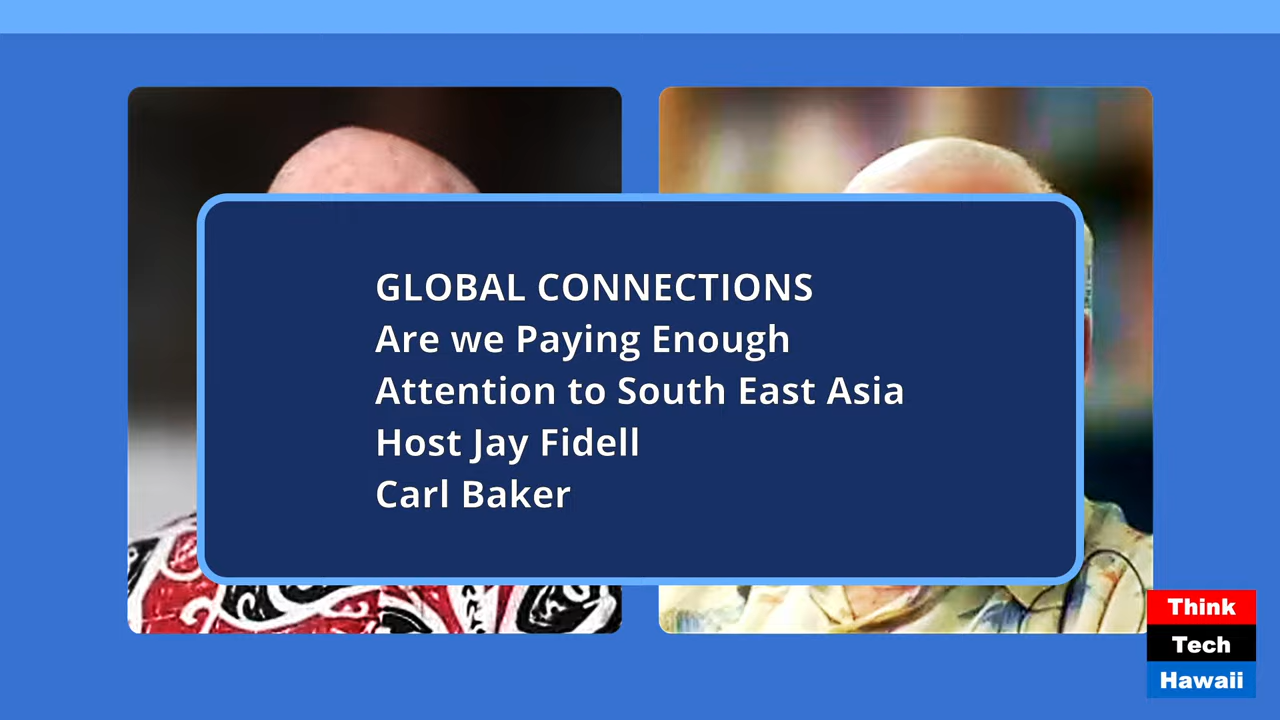 GLOBAL CONNECTIONS
Are we Paying Enough
Attention to South East Asia
Host Jay Fidell
Carl Baker
Think
Tech
Hawaii